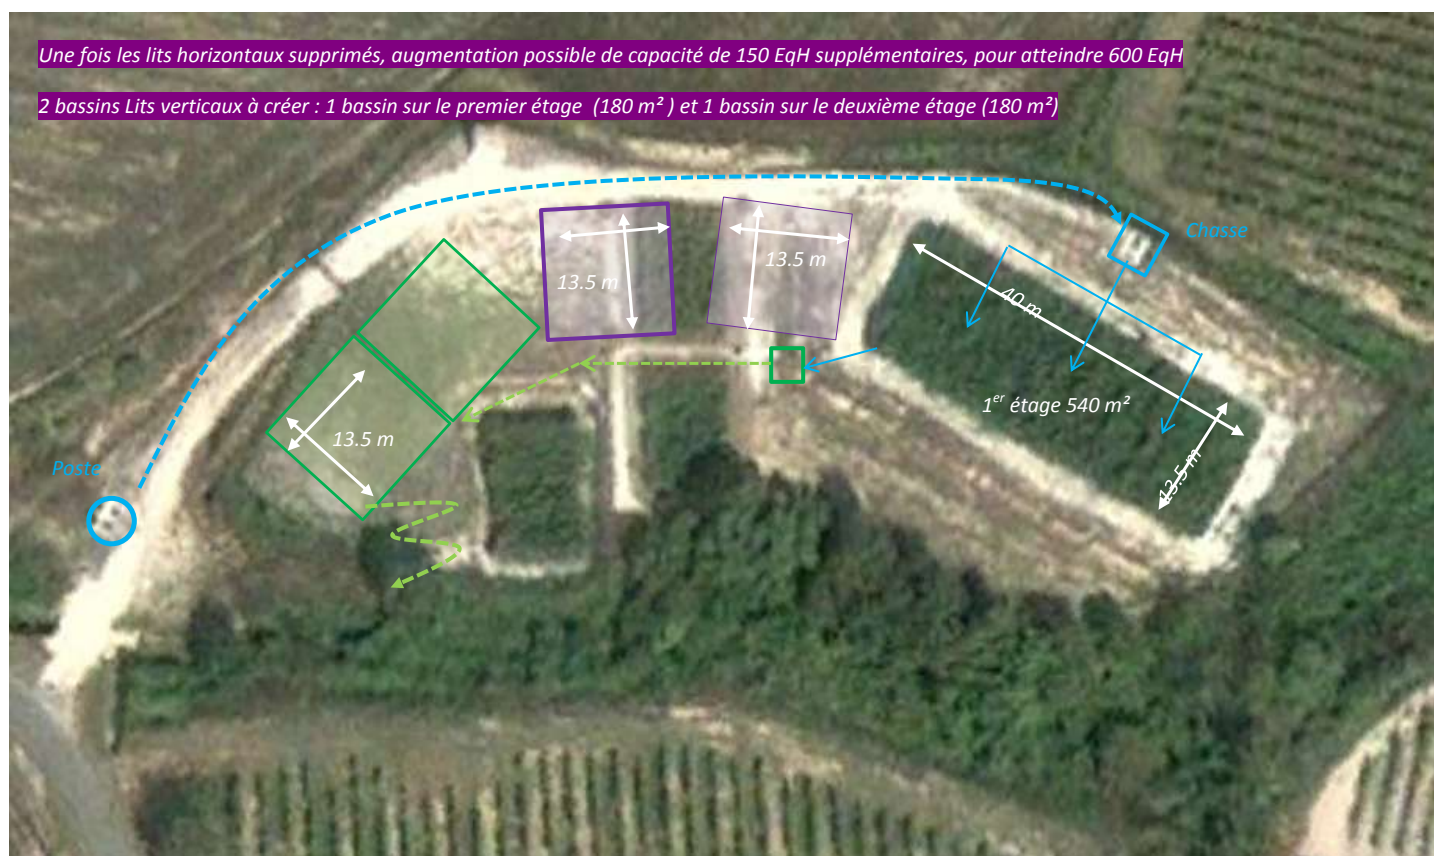 Une fois les lits horizontaux supprimés, augmentation possible de capacité de 150 EqH supplémentaires, pour atteindre 600 EqH
2 bassins Lits verticaux à créer : 1 bassin sur le premier étage (180 m² ) et 1 bassin sur le deuxième étage (180 m²)
Chasse
13.5 m
13.5 m
40 m
1er étage 540 m²
13.5 m
Poste
13.5 m